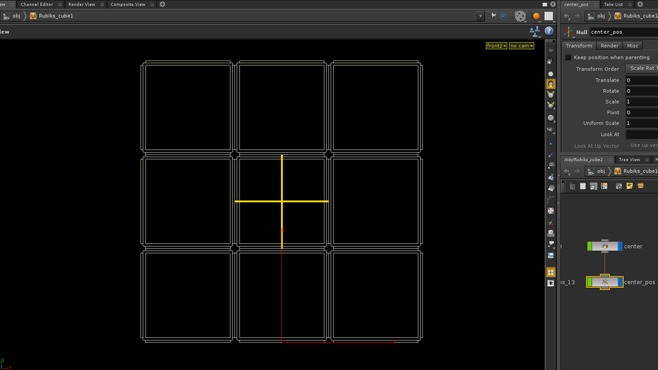 Channel Editor Render View Composite View center_pos Take List
obj Rubiks_cube1 obj Rubiks_cube1
iew Null center_pos
front2 no cam Transform Render Misc
Keep position when parenting
Transform Order Scale Rot T
Translate 0
Rotate 0
Scale 1
Pivot 0
Uniform Scale 1
Look At
Look At Up Vector Use up vec
/obj/Rubiks_cube1 Tree View
obj Rubiks_cube1
center
s_13 center_pos